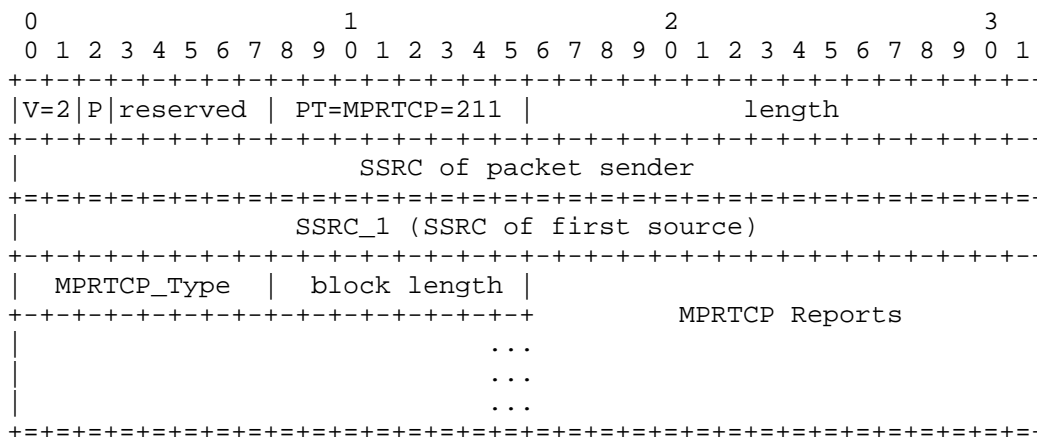 0                   1                   2                   3
 0 1 2 3 4 5 6 7 8 9 0 1 2 3 4 5 6 7 8 9 0 1 2 3 4 5 6 7 8 9 0 1
+-+-+-+-+-+-+-+-+-+-+-+-+-+-+-+-+-+-+-+-+-+-+-+-+-+-+-+-+-+-+-+--
|V=2|P|reserved | PT=MPRTCP=211 |             length
+-+-+-+-+-+-+-+-+-+-+-+-+-+-+-+-+-+-+-+-+-+-+-+-+-+-+-+-+-+-+-+--
|                     SSRC of packet sender
+=+=+=+=+=+=+=+=+=+=+=+=+=+=+=+=+=+=+=+=+=+=+=+=+=+=+=+=+=+=+=+=-
|                 SSRC_1 (SSRC of first source)
+-+-+-+-+-+-+-+-+-+-+-+-+-+-+-+-+-+-+-+-+-+-+-+-+-+-+-+-+-+-+-+--
|  MPRTCP_Type  |  block length |
+-+-+-+-+-+-+-+-+-+-+-+-+-+-+-+-+         MPRTCP Reports
|                             ...
|                             ...
|                             ...
+=+=+=+=+=+=+=+=+=+=+=+=+=+=+=+=+=+=+=+=+=+=+=+=+=+=+=+=+=+=+=+=-